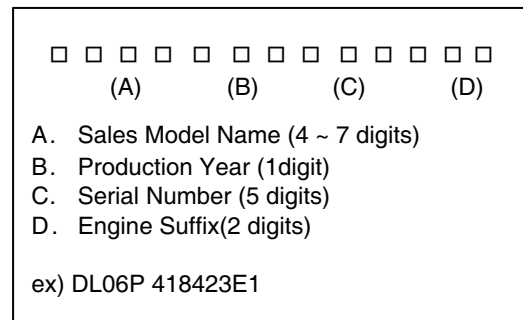 □ □ □ □ □ □ □ □ □ □ □ □ □
(A) (B) (C) (D)
A. Sales Model Name (4 ~ 7 digits)
B. Production Year (1digit)
C. Serial Number (5 digits)
D. Engine Suffix(2 digits)
ex) DL06P 418423E1